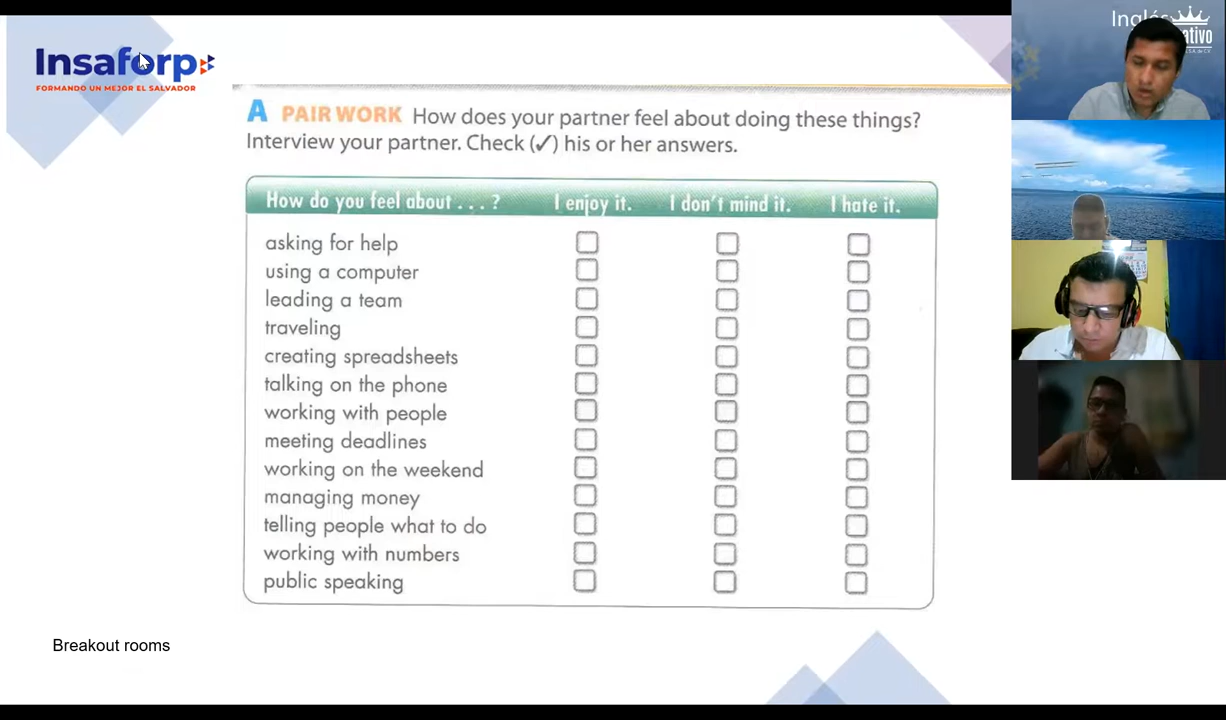 Insaforp
FORMANDO UN MEJOR EL SALVADOR
A PAIR WORK How does your partner feel about doing these things?
Interview your partner. Check (✓) his or her answers.
How do you feel about . . . ? I enjoy it. I don't mind it. I hate it.
asking for help
using a computer
leading a team
traveling
creating spreadsheets
talking on the phone
working with people
meeting deadlines
working on the weekend
managing money
telling people what to do
working with numbers
public speaking
Breakout rooms